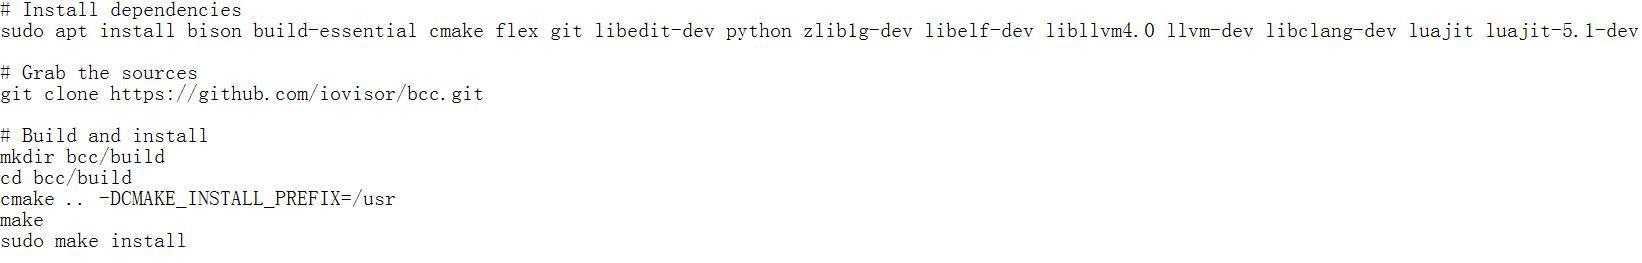 # Install dependencies
sudo apt install bison build-essential cmake flex git libedit-dev python zlib1g-dev libelf-dev libllvm4.0 llvm-dev libclang-dev luajit luajit-5.1-dev
# Grab the sources
git clone https://github.com/iovisor/bcc.git
# Build and install
mkdir bcc/build
cd bcc/build
cmake .. -DCMAKE_INSTALL_PREFIX=/usr
make
sudo make install